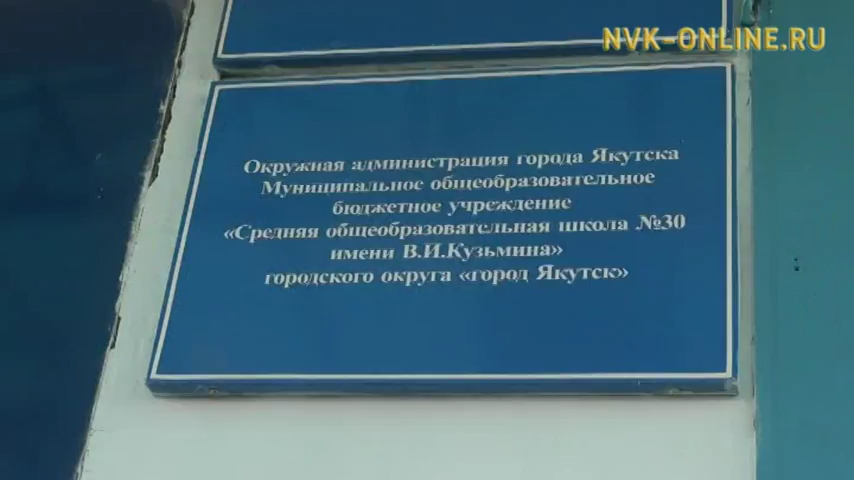 NVK-ONLINE.RU
Окружная администрация города Якутска
Муниципальное общеобразовательное
бюджетное учреждение
«Средняя общеобразовательная школа №30
имени В.И.Кузьмина»
городского округа «город Якутск»